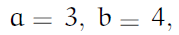 a = 3, b = 4,